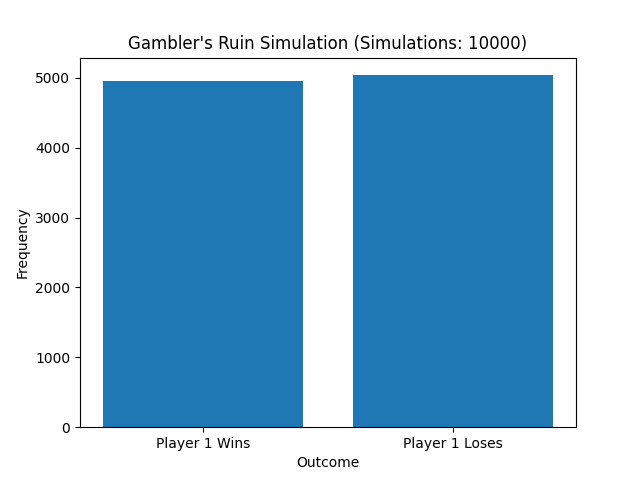 Gambler's Ruin Simulation (Simulations: 10000)
5000
4000
3000
2000
1000
0
Frequency
Player 1 Wins
Player 1 Loses
Outcome